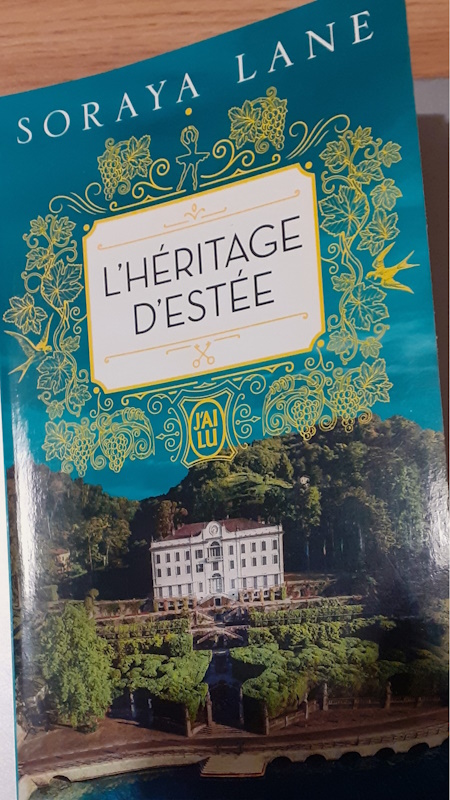 SORAYA LANE
L'HÉRITAGE
D'ESTÉE
J'AI
LU